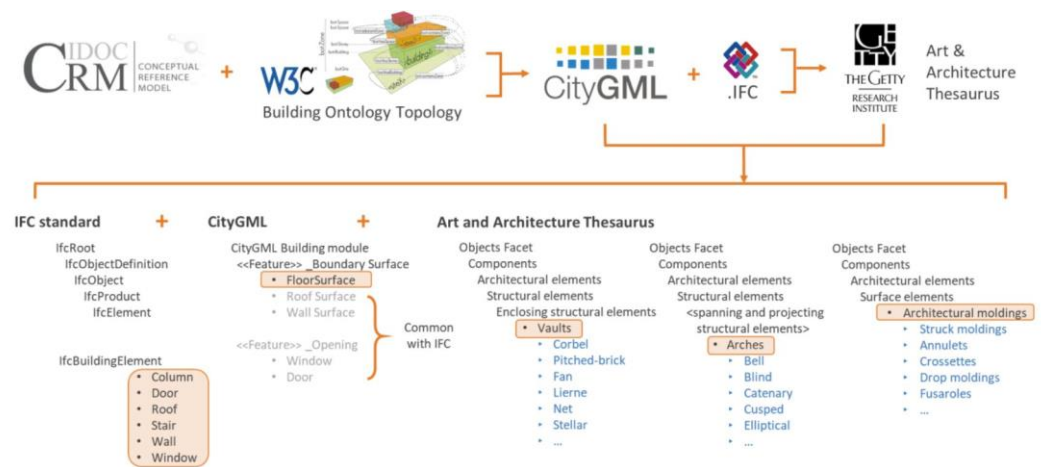 CIDOC
CRM
CONCEPTUAL
REFERENCE
MODEL
+
W3C
Building Ontology Topology
CityGML
+
.IFC
GETTY
THE GETTY
RESEARCH
INSTITUTE
Art &
Architecture
Thesaurus
IFC standard
+
CityGML
+
Art and Architecture Thesaurus
IfcRoot
IfcObjectDefinition
IfcObject
IfcProduct
IfcElement
IfcBuildingElement
• Column
• Door
• Roof
• Stair
• Wall
• Window
CityGML Building module
<<Feature>> _Boundary Surface
• FloorSurface
• Roof Surface
• Wall Surface
<<Feature>> _Opening
• Window
• Door
Common
with IFC
Objects Facet
Components
Architectural elements
Structural elements
Enclosing structural elements
• Vaults
• Corbel
• Pitched-brick
• Fan
• Lierne
• Net
• Stellar
• ...
Objects Facet
Components
Architectural elements
Structural elements
<spanning and projecting
structural elements>
• Arches
• Bell
• Blind
• Catenary
• Cusped
• Elliptical
• ...
Objects Facet
Components
Architectural elements
Surface elements
• Architectural moldings
• Struck moldings
• Annulets
• Crossettes
• Drop moldings
• Fusaroles
• ...